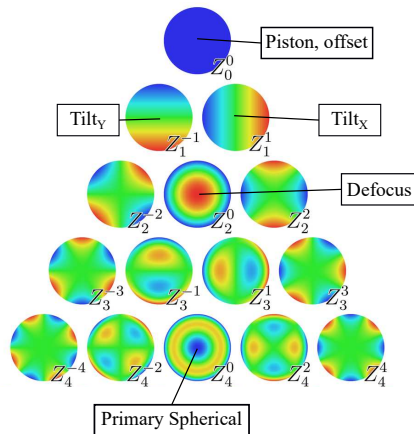 Piston, offset
Z_0^0
Tilt_Y
Tilt_X
Z_1^{-1}
Z_1^1
Defocus
Z_2^{-2}
Z_2^0
Z_2^2
Z_3^{-3}
Z_3^{-1}
Z_3^1
Z_3^3
Z_4^{-4}
Z_4^{-2}
Z_4^0
Z_4^2
Z_4^4
Primary Spherical